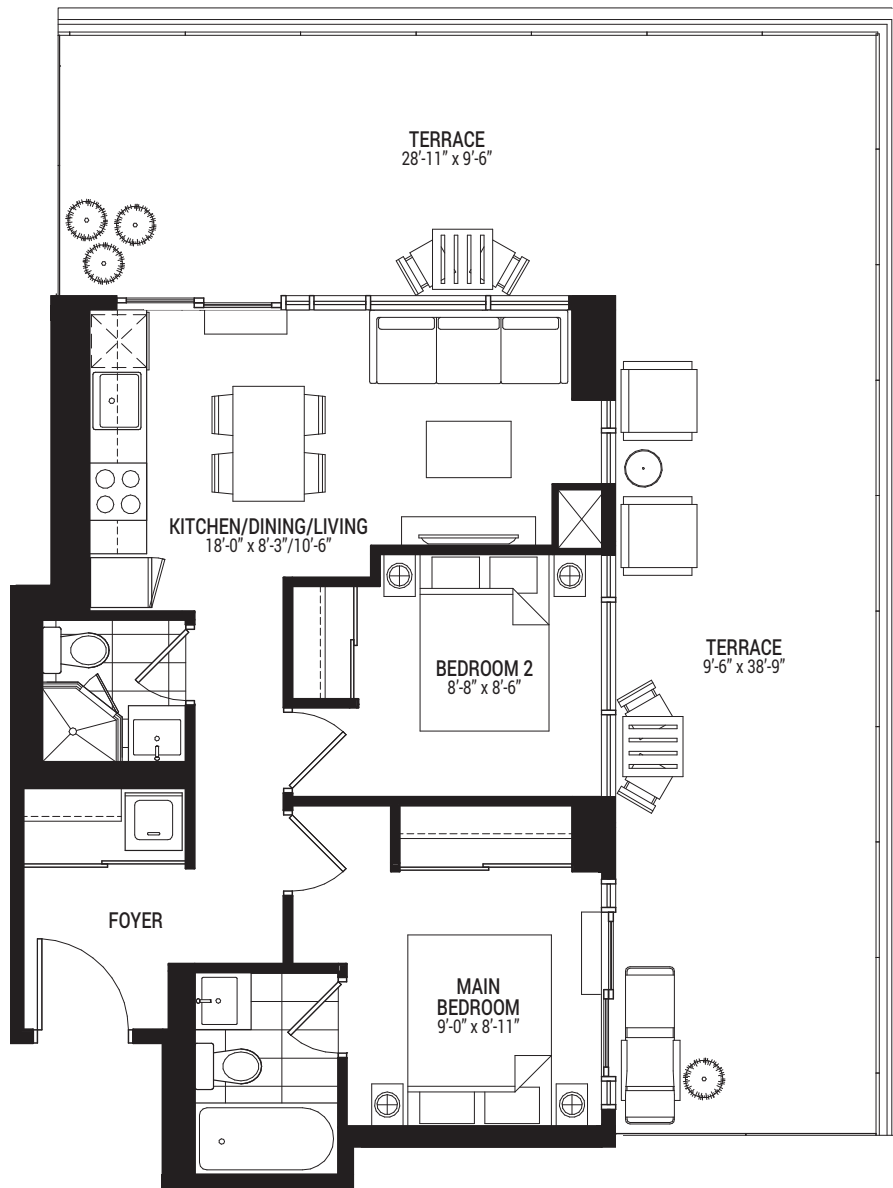 TERRACE
28'-11” x 9'-6”
KITCHEN/DINING/LIVING
18'-0” x 8'-3”/10'-6”
BEDROOM 2
8'-8” x 8'-6”
TERRACE
9'-6” x 38'-9”
FOYER
MAIN
BEDROOM
9'-0” x 8'-11”